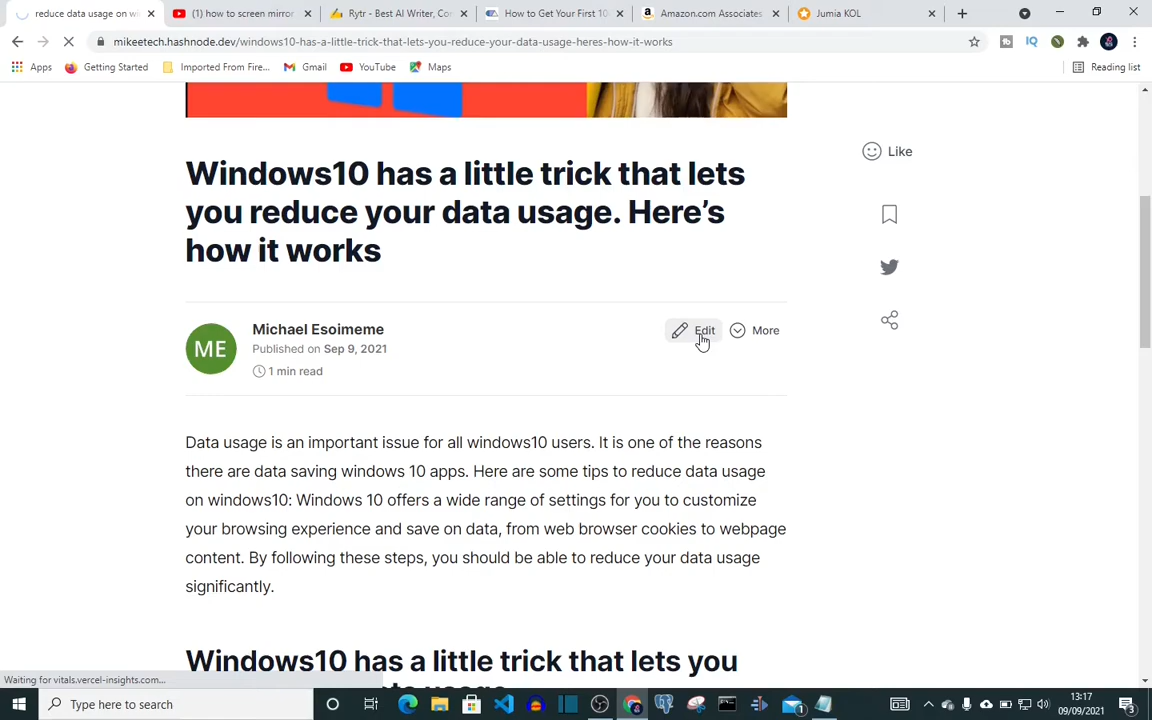 reduce data usage on wi
(1) how to screen mirror
Rytr - Best AI Writer, Co
How to Get Your First 10
Amazon.com Associates
Jumia KOL
mikeetech.hashnode.dev/windows10-has-a-little-trick-that-lets-you-reduce-your-data-usage-heres-how-it-works
Apps
Getting Started
Imported From Fire...
Gmail
YouTube
Maps
Reading list
Windows10 has a little trick that lets
you reduce your data usage. Here's
how it works
Like
ME
Michael Esoimeme
Published on Sep 9, 2021
1 min read
Edit
More
Data usage is an important issue for all windows10 users. It is one of the reasons
there are data saving windows 10 apps. Here are some tips to reduce data usage
on windows10: Windows 10 offers a wide range of settings for you to customize
your browsing experience and save on data, from web browser cookies to webpage
content. By following these steps, you should be able to reduce your data usage
significantly.
Windows10 has a little trick that lets you
Waiting for vitals.vercel-insights.com...
Type here to search
13:17
09/09/2021